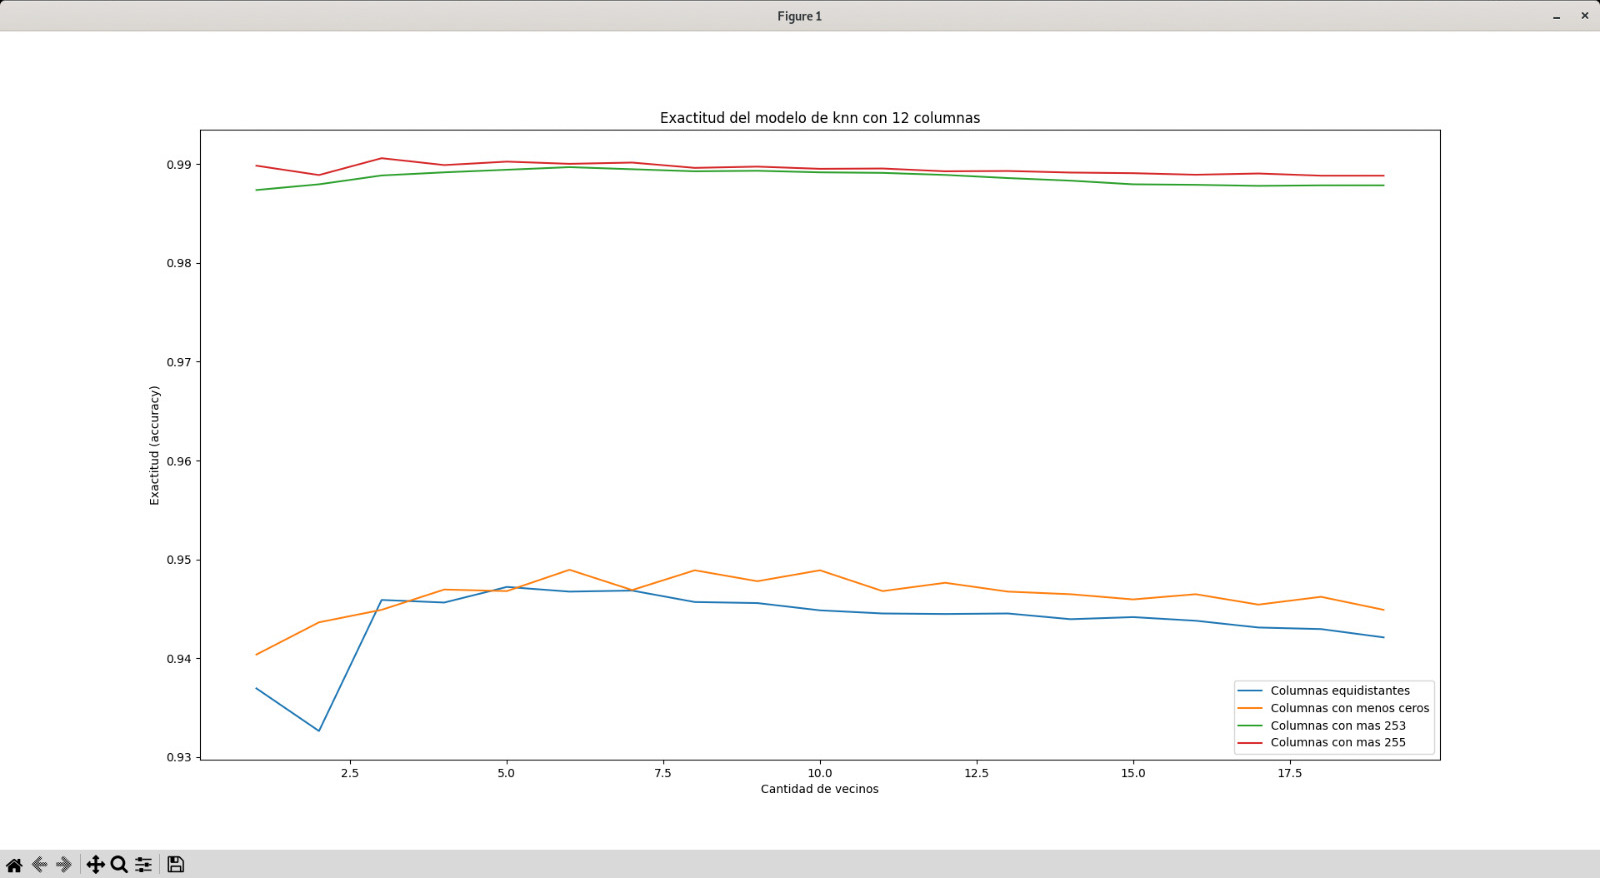 Figure 1
Exactitud del modelo de knn con 12 columnas
0.99
0.98
0.97
0.96
0.95
0.94
0.93
Exactitud (accuracy)
2.5 5.0 7.5 10.0 12.5 15.0 17.5
Cantidad de vecinos
Columnas equidistantes
Columnas con menos ceros
Columnas con mas 253
Columnas con mas 255